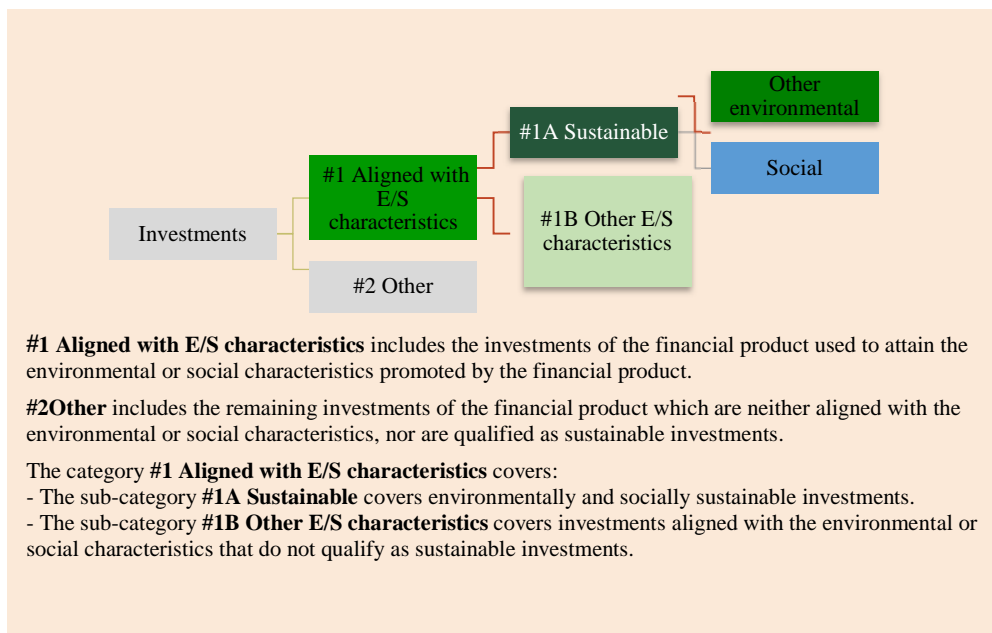 Other
environmental
#1A Sustainable
Social
#1 Aligned with
E/S
characteristics
#1B Other E/S
characteristics
Investments
#2 Other
#1 Aligned with E/S characteristics includes the investments of the financial product used to attain the
environmental or social characteristics promoted by the financial product.
#2Other includes the remaining investments of the financial product which are neither aligned with the
environmental or social characteristics, nor are qualified as sustainable investments.
The category #1 Aligned with E/S characteristics covers:
- The sub-category #1A Sustainable covers environmentally and socially sustainable investments.
- The sub-category #1B Other E/S characteristics covers investments aligned with the environmental or
social characteristics that do not qualify as sustainable investments.